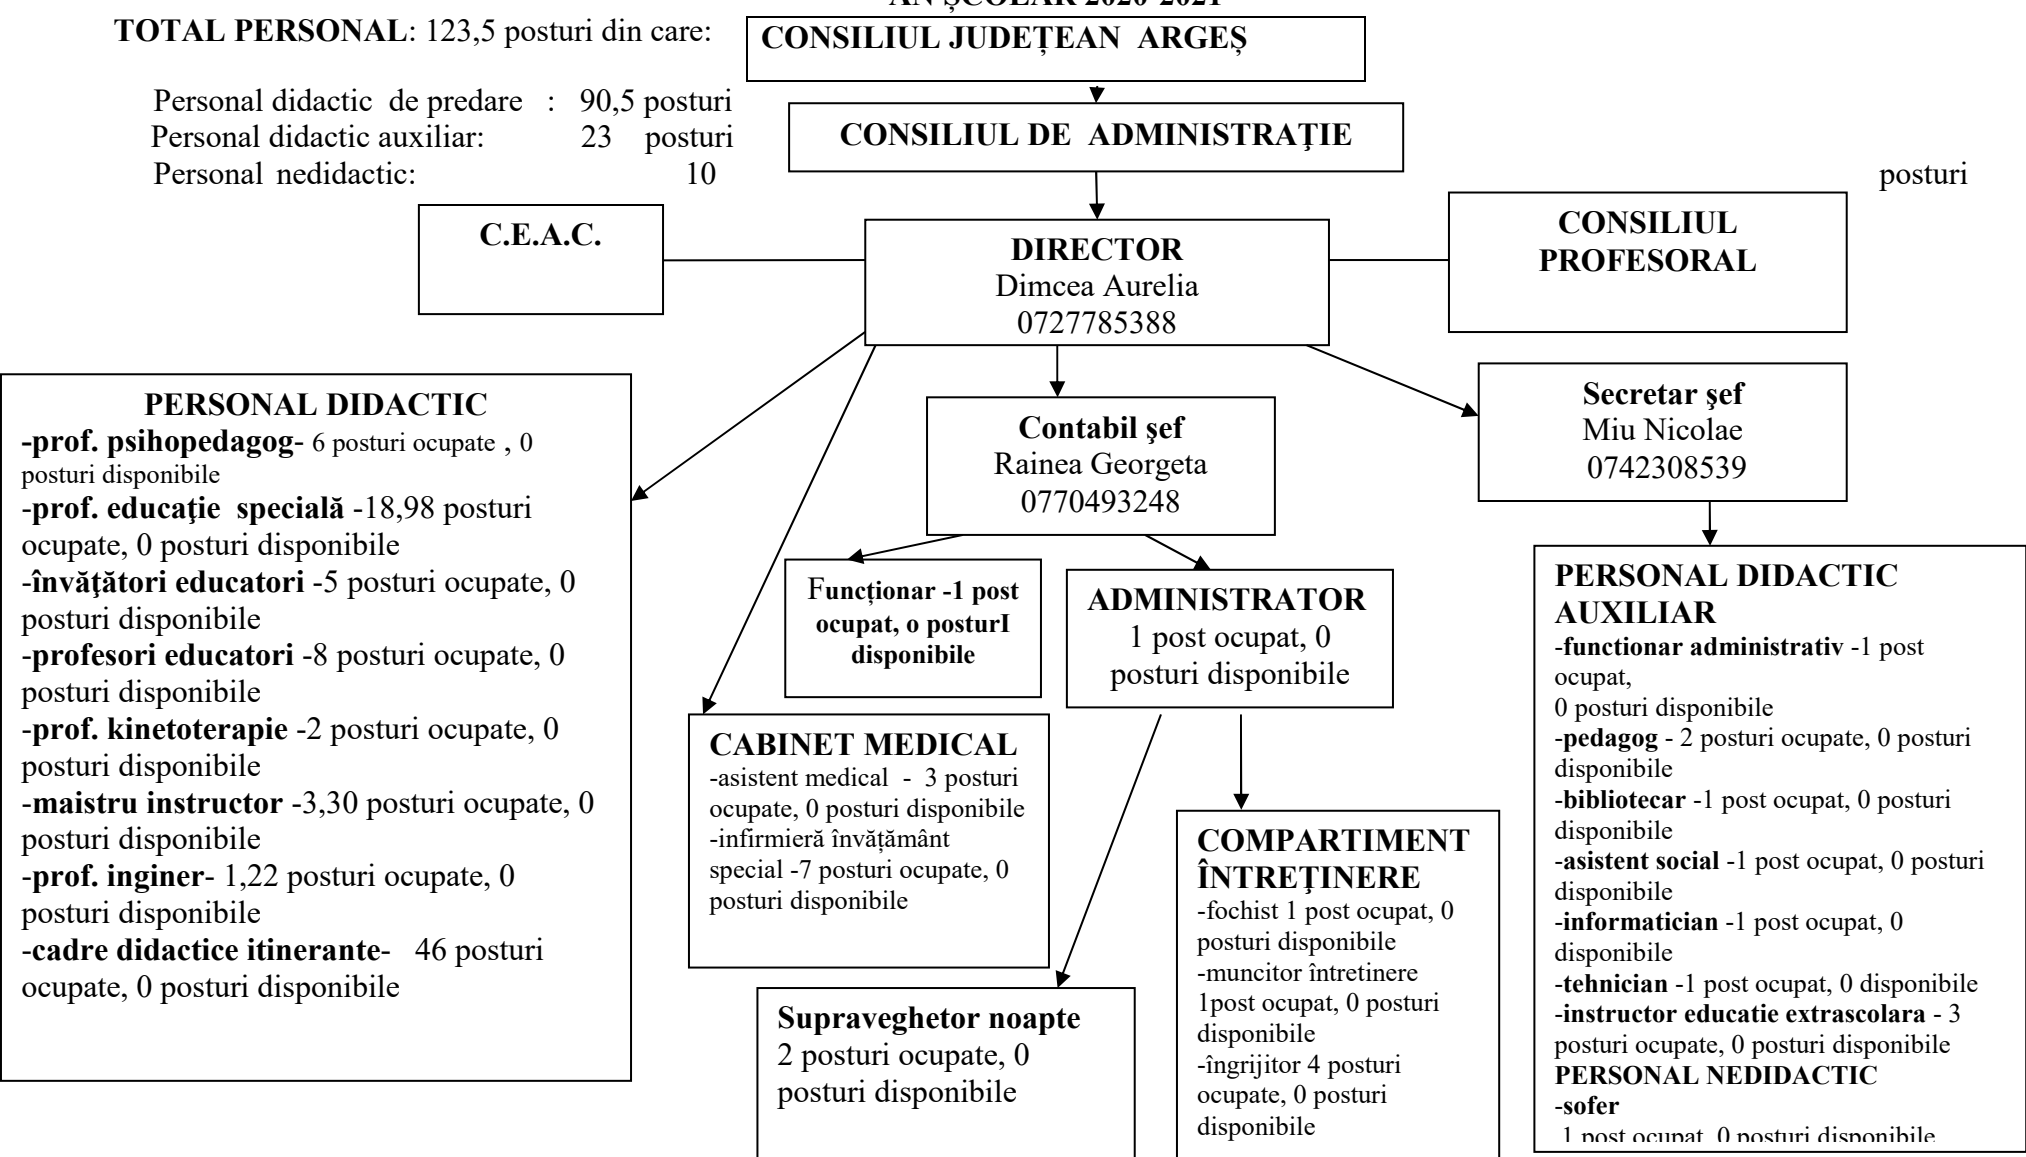 AN ȘCOLAR 2020-2021
TOTAL PERSONAL: 123,5 posturi din care:
CONSILIUL JUDEȚEAN ARGEȘ
Personal didactic de predare : 90,5 posturi
Personal didactic auxiliar: 23 posturi
Personal nedidactic: 10 posturi
CONSILIUL DE ADMINISTRAŢIE
C.E.A.C.
DIRECTOR
Dimcea Aurelia
0727785388
CONSILIUL
PROFESORAL
PERSONAL DIDACTIC
-prof. psihopedagog- 6 posturi ocupate , 0
posturi disponibile
-prof. educaţie specială -18,98 posturi
ocupate, 0 posturi disponibile
-învăţători educatori -5 posturi ocupate, 0
posturi disponibile
-profesori educatori -8 posturi ocupate, 0
posturi disponibile
-prof. kinetoterapie -2 posturi ocupate, 0
posturi disponibile
-maistru instructor -3,30 posturi ocupate, 0
posturi disponibile
-prof. inginer- 1,22 posturi ocupate, 0
posturi disponibile
-cadre didactice itinerante- 46 posturi
ocupate, 0 posturi disponibile
Contabil şef
Rainea Georgeta
0770493248
Secretar şef
Miu Nicolae
0742308539
Funcționar -1 post
ocupat, o posturI
disponibile
ADMINISTRATOR
1 post ocupat, 0
posturi disponibile
CABINET MEDICAL
-asistent medical - 3 posturi
ocupate, 0 posturi disponibile
-infirmieră învățământ
special -7 posturi ocupate, 0
posturi disponibile
Supraveghetor noapte
2 posturi ocupate, 0
posturi disponibile
COMPARTIMENT
ÎNTREŢINERE
-fochist 1 post ocupat, 0
posturi disponibile
-muncitor întretinere
1post ocupat, 0 posturi
disponibile
-îngrijitor 4 posturi
ocupate, 0 posturi
disponibile
PERSONAL DIDACTIC
AUXILIAR
-functionar administrativ -1 post
ocupat,
0 posturi disponibile
-pedagog - 2 posturi ocupate, 0 posturi
disponibile
-bibliotecar -1 post ocupat, 0 posturi
disponibile
-asistent social -1 post ocupat, 0 posturi
disponibile
-informatician -1 post ocupat, 0
disponibile
-tehnician -1 post ocupat, 0 disponibile
-instructor educatie extrascolara - 3
posturi ocupate, 0 posturi disponibile
PERSONAL NEDIDACTIC
-sofer
1 post ocupat, 0 posturi disponibile